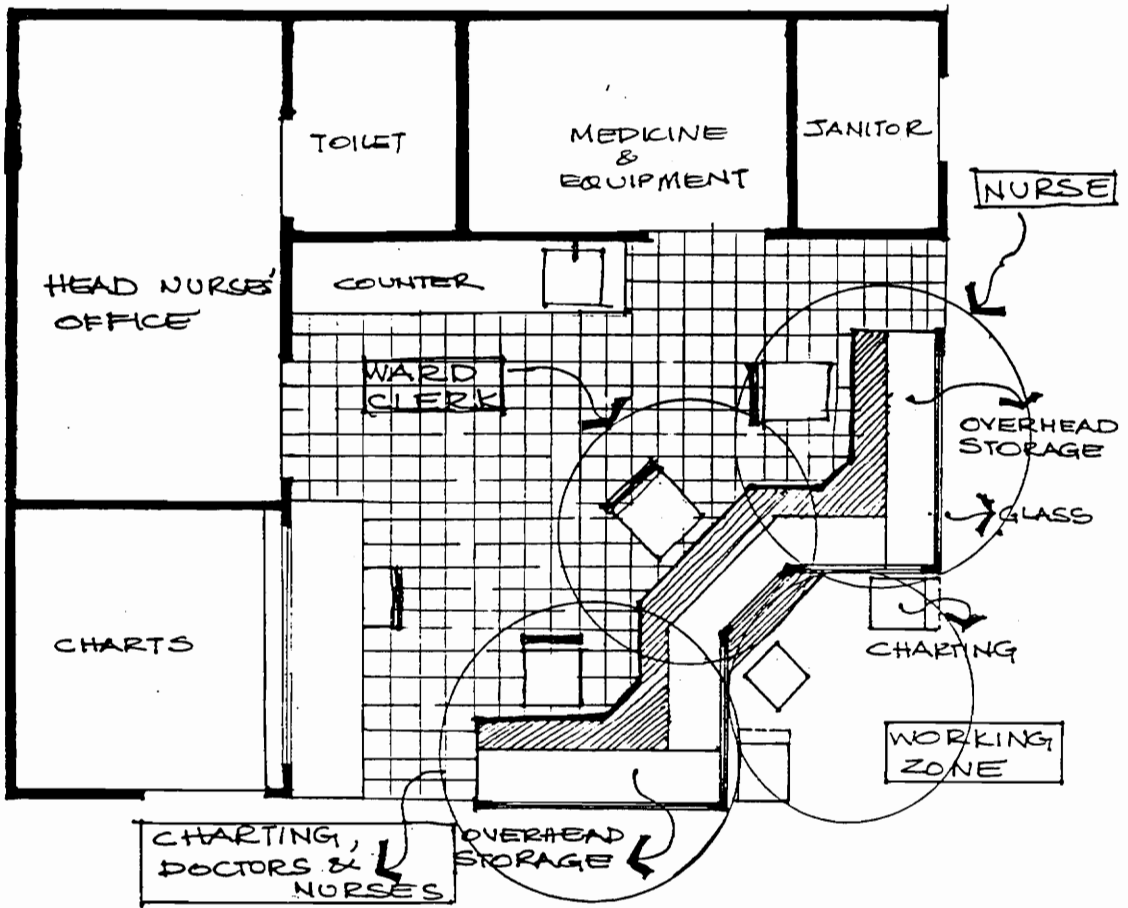 TOILET
MEDICINE
&
EQUIPMENT
JANITOR
NURSE
HEAD NURSES'
OFFICE
COUNTER
WARD
CLERK
OVERHEAD
STORAGE
GLASS
CHARTS
CHARTING
WORKING
ZONE
CHARTING,
DOCTORS &
NURSES
OVERHEAD
STORAGE